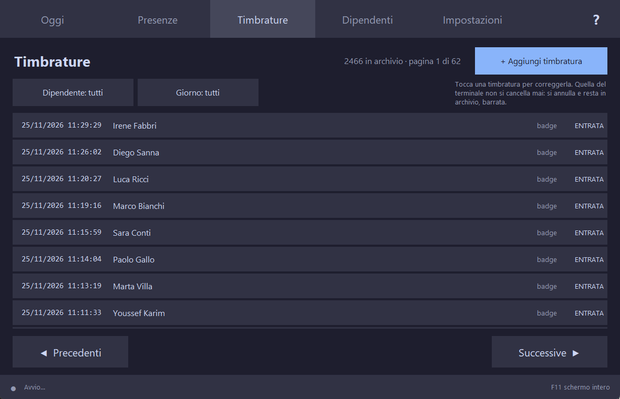 Oggi
Presenze
Timbrature
Dipendenti
Impostazioni
?
Timbrature
2466 in archivio · pagina 1 di 62
+ Aggiungi timbratura
Dipendente: tutti
Giorno: tutti
Tocca una timbratura per correggerla. Quella del
terminale non si cancella mai: si annulla e resta in
archivio, barrata.
25/11/2026 11:29:29 Irene Fabbri badge ENTRATA
25/11/2026 11:26:02 Diego Sanna badge ENTRATA
25/11/2026 11:20:27 Luca Ricci badge ENTRATA
25/11/2026 11:19:16 Marco Bianchi badge ENTRATA
25/11/2026 11:15:59 Sara Conti badge ENTRATA
25/11/2026 11:14:04 Paolo Gallo badge ENTRATA
25/11/2026 11:13:19 Marta Villa badge ENTRATA
25/11/2026 11:11:33 Youssef Karim badge ENTRATA
◄ Precedenti
Successive ►
● Avvio...
F11 schermo intero